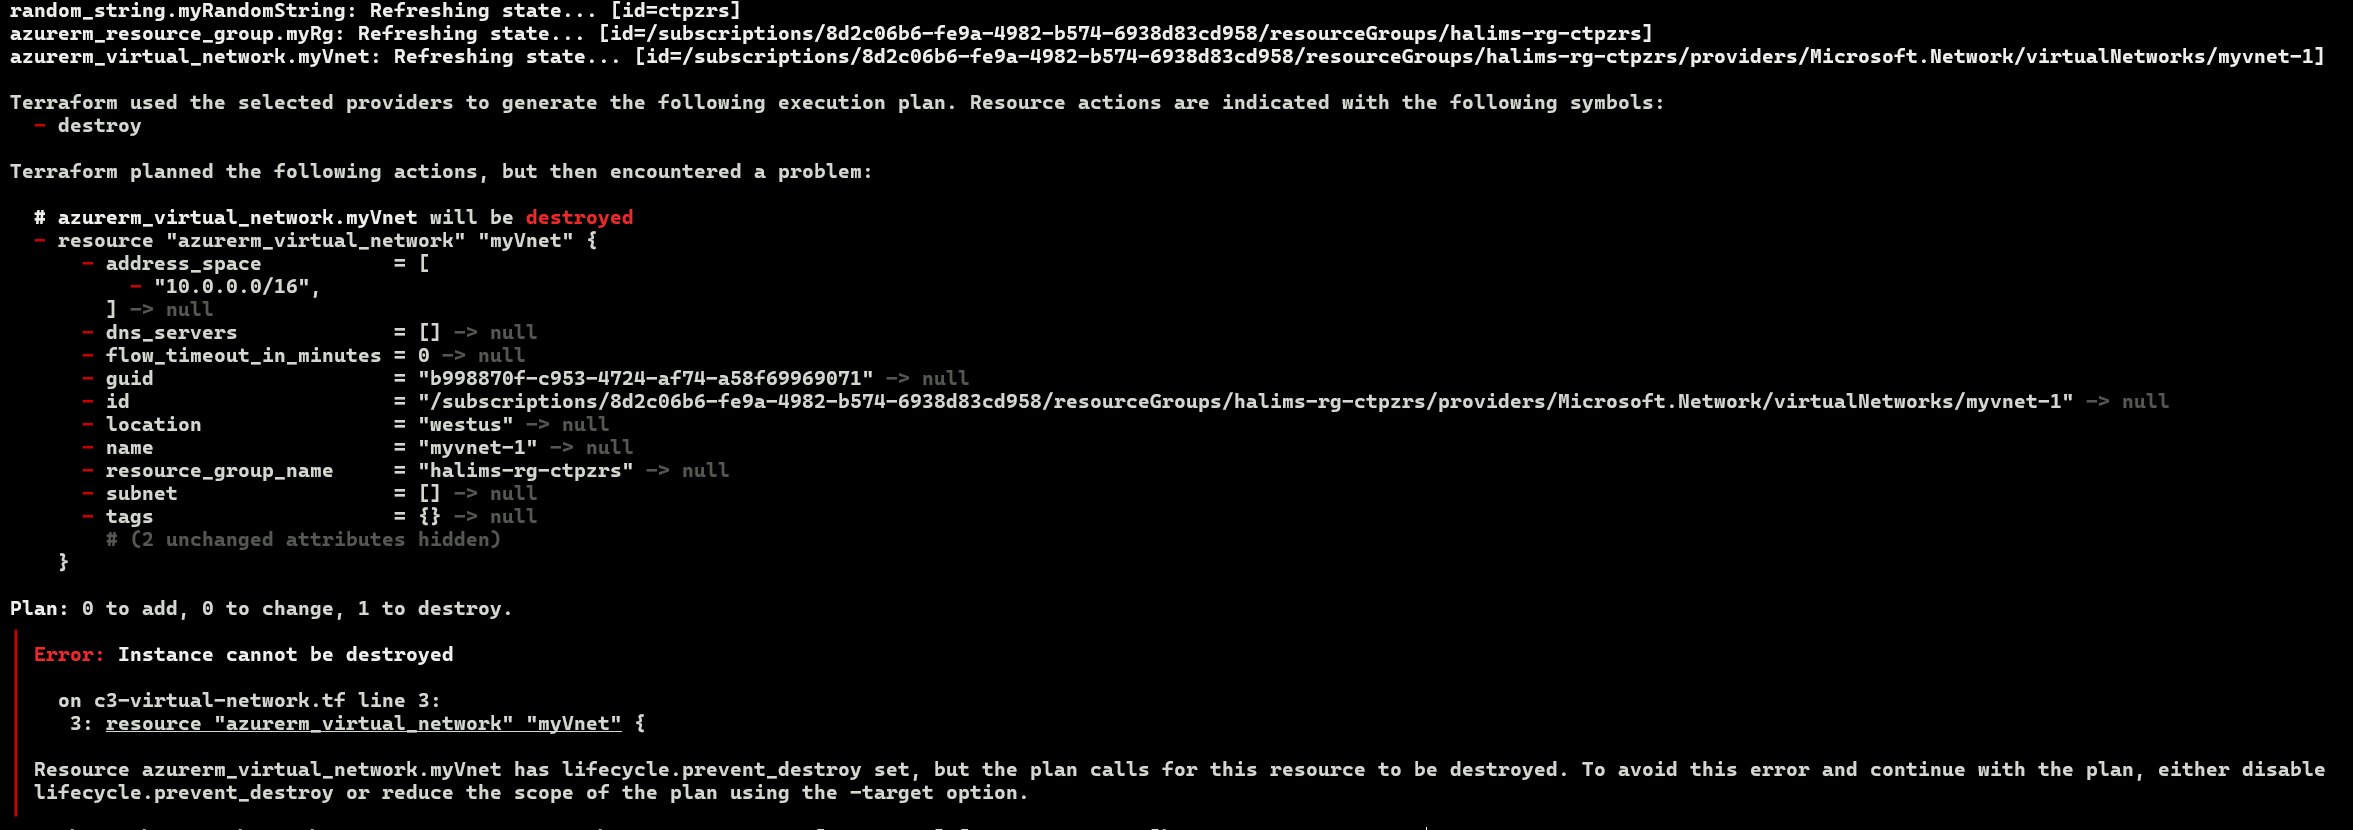 random_string.myRandomString: Refreshing state... [id=ctpzrs]
azurerm_resource_group.myRg: Refreshing state... [id=/subscriptions/8d2c06b6-fe9a-4982-b574-6938d83cd958/resourceGroups/halims-rg-ctpzrs]
azurerm_virtual_network.myVnet: Refreshing state... [id=/subscriptions/8d2c06b6-fe9a-4982-b574-6938d83cd958/resourceGroups/halims-rg-ctpzrs/providers/Microsoft.Network/virtualNetworks/myvnet-1]
Terraform used the selected providers to generate the following execution plan. Resource actions are indicated with the following symbols:
  - destroy
Terraform planned the following actions, but then encountered a problem:
  # azurerm_virtual_network.myVnet will be destroyed
  - resource "azurerm_virtual_network" "myVnet" {
      - address_space           = [
          - "10.0.0.0/16",
        ] -> null
      - dns_servers             = [] -> null
      - flow_timeout_in_minutes = 0 -> null
      - guid                    = "b998870f-c953-4724-af74-a58f69969071" -> null
      - id                      = "/subscriptions/8d2c06b6-fe9a-4982-b574-6938d83cd958/resourceGroups/halims-rg-ctpzrs/providers/Microsoft.Network/virtualNetworks/myvnet-1" -> null
      - location                = "westus" -> null
      - name                    = "myvnet-1" -> null
      - resource_group_name     = "halims-rg-ctpzrs" -> null
      - subnet                  = [] -> null
      - tags                    = {} -> null
        # (2 unchanged attributes hidden)
    }
Plan: 0 to add, 0 to change, 1 to destroy.
Error: Instance cannot be destroyed
  on c3-virtual-network.tf line 3:
   3: resource "azurerm_virtual_network" "myVnet" {
Resource azurerm_virtual_network.myVnet has lifecycle.prevent_destroy set, but the plan calls for this resource to be destroyed. To avoid this error and continue with the plan, either disable
lifecycle.prevent_destroy or reduce the scope of the plan using the -target option.